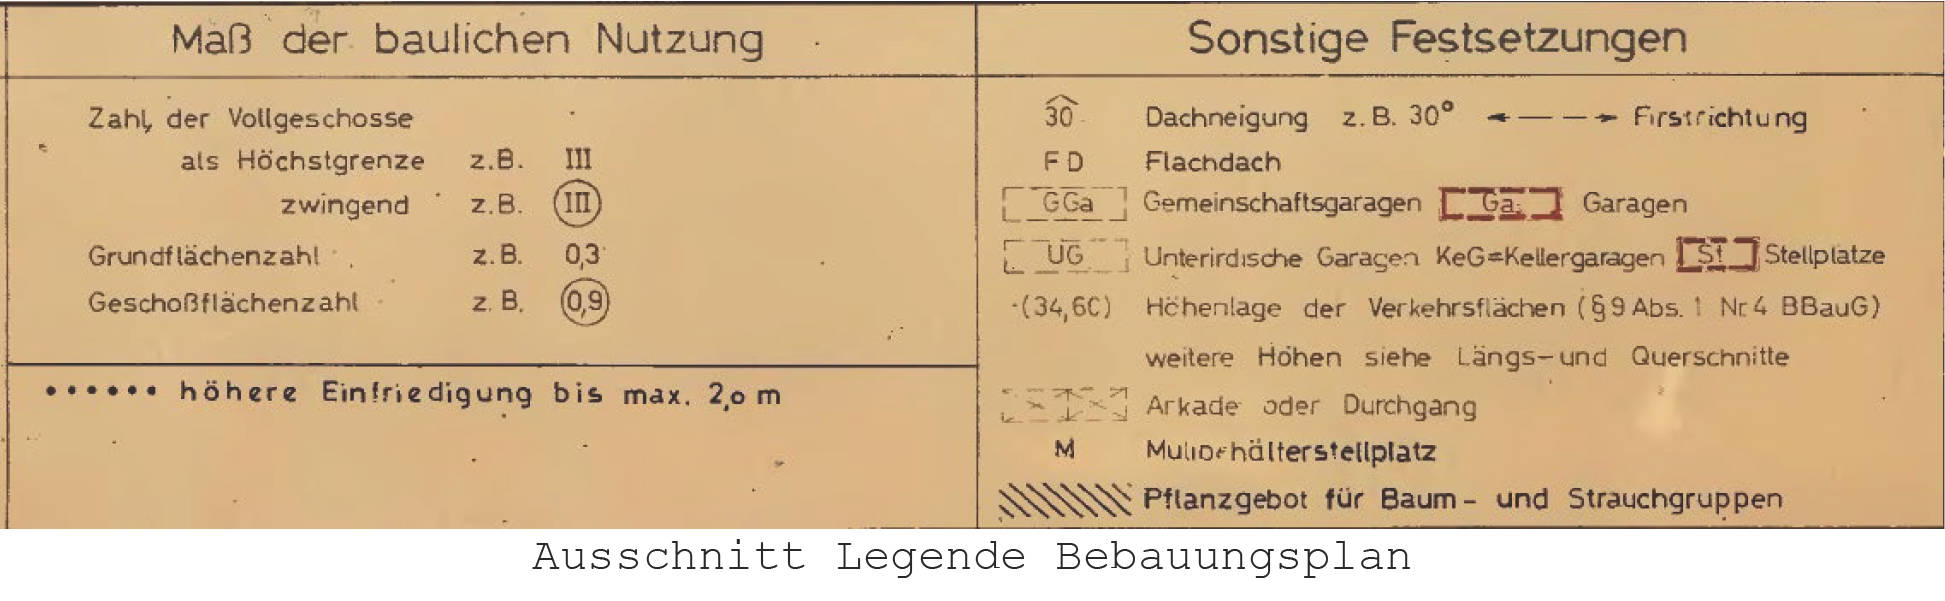 Maß der baulichen Nutzung
Zahl der Vollgeschosse
als Höchstgrenze z.B. III
zwingend z.B. III
Grundflächenzahl z.B. 0,3
Geschoßflächenzahl z.B. 0,9
•••••• höhere Einfriedigung bis max. 2,o m
Sonstige Festsetzungen
30 Dachneigung z.B. 30° Firstrichtung
FD Flachdach
GGa Gemeinschaftsgaragen Ga Garagen
UG Unterirdische Garagen KeG=Kellergaragen St Stellplätze
(34,60) Höhenlage der Verkehrsflächen (§9 Abs. 1 Nr.4 BBauG)
weitere Höhen siehe Längs- und Querschnitte
Arkade oder Durchgang
M Müllbehälterstellplatz
Pflanzgebot für Baum- und Strauchgruppen
Ausschnitt Legende Bebauungsplan